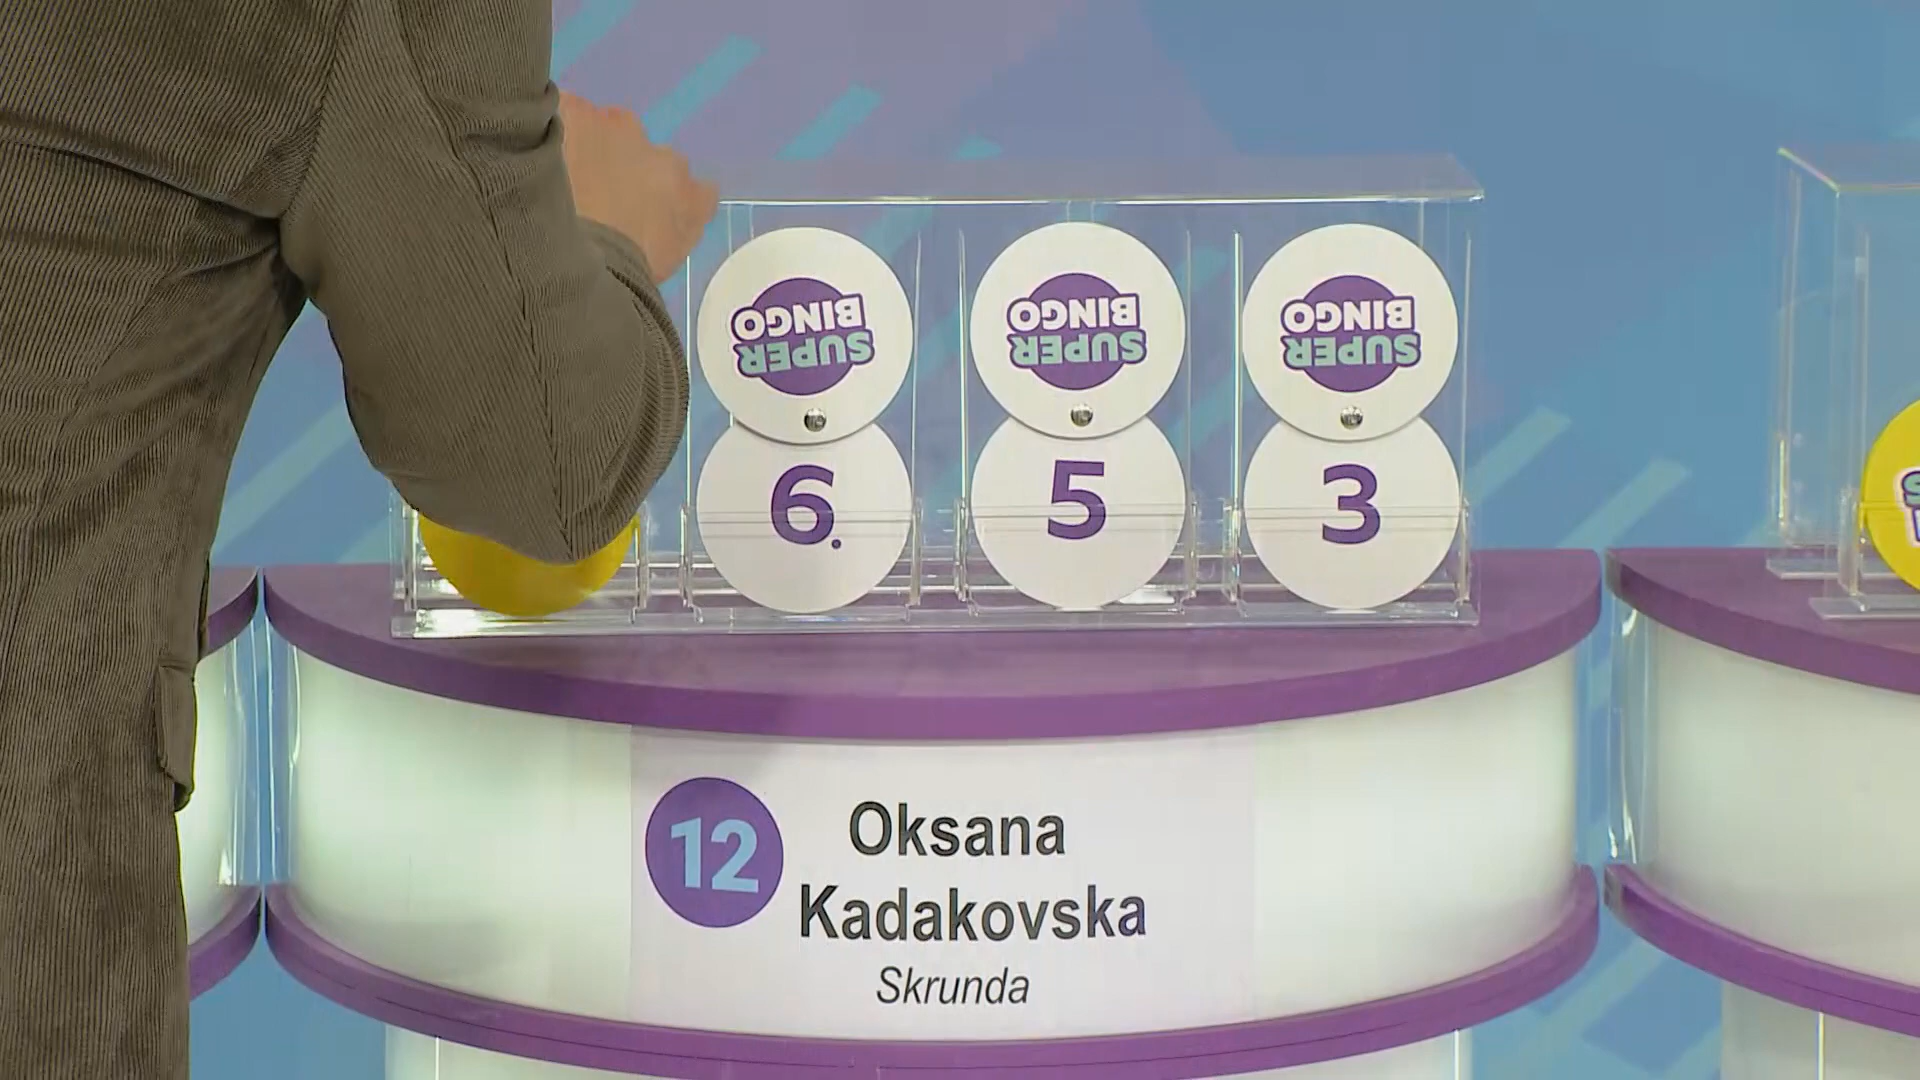 SUPER
BINGO
SUPER
BINGO
SUPER
BINGO
6.
5
3
12
Oksana
Kadakovska
Skrunda